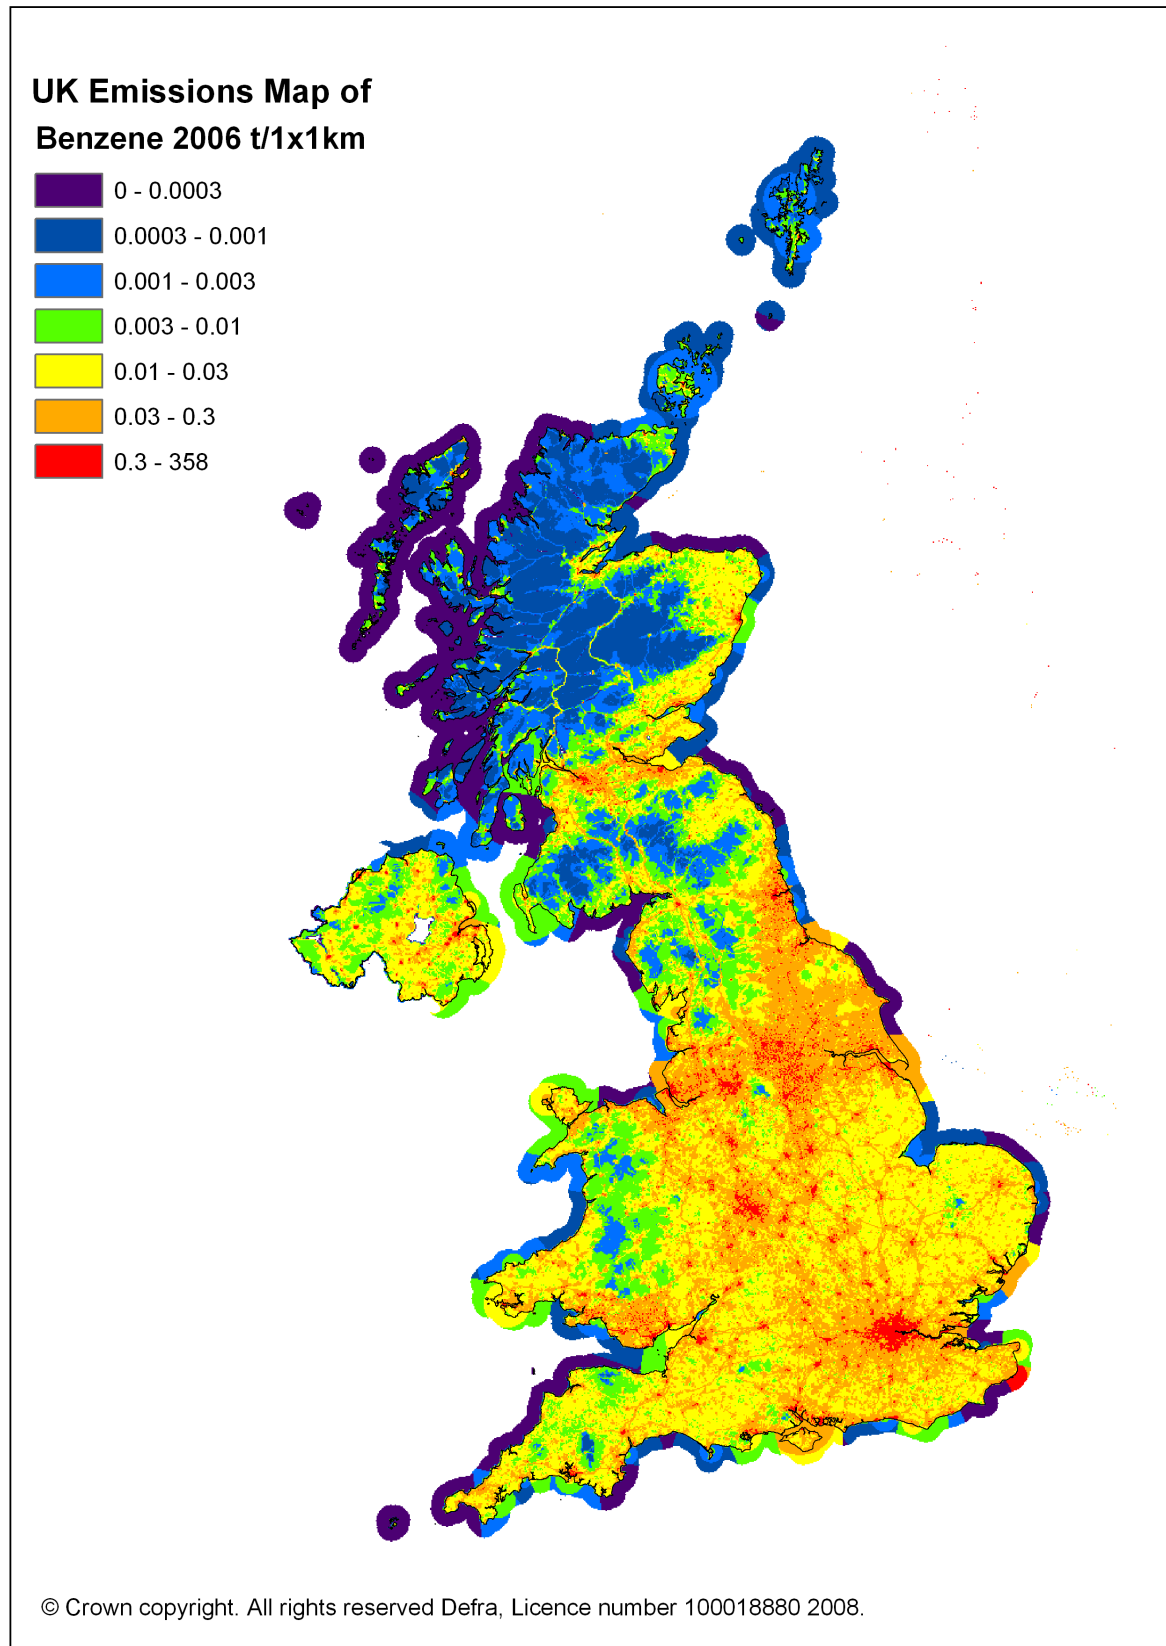 UK Emissions Map of
Benzene 2006 t/1x1km
0 - 0.0003
0.0003 - 0.001
0.001 - 0.003
0.003 - 0.01
0.01 - 0.03
0.03 - 0.3
0.3 - 358
© Crown copyright. All rights reserved Defra, Licence number 100018880 2008.